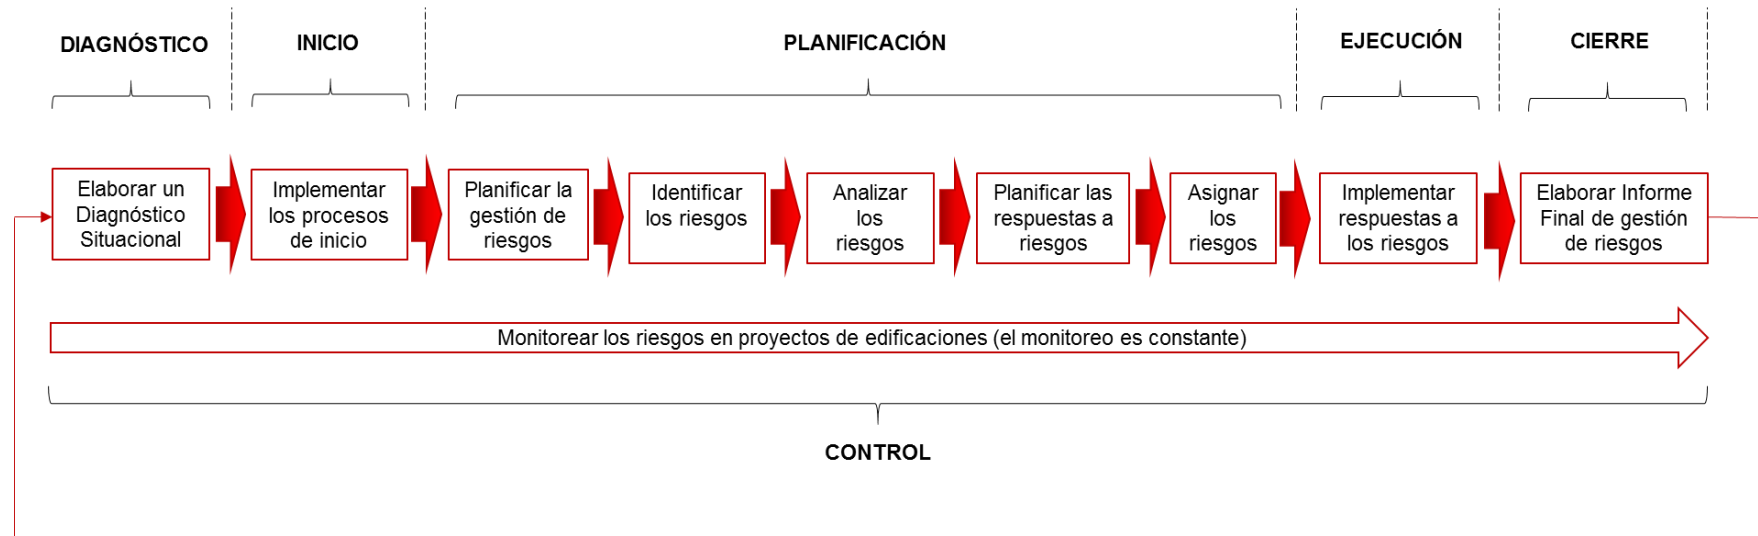 DIAGNÓSTICO
INICIO
PLANIFICACIÓN
EJECUCIÓN
CIERRE
Elaborar un
Diagnóstico
Situacional
Implementar
los procesos
de inicio
Planificar la
gestión de
riesgos
Identificar
los riesgos
Analizar
los
riesgos
Planificar las
respuestas a
riesgos
Asignar
los
riesgos
Implementar
respuestas a
los riesgos
Elaborar Informe
Final de gestión
de riesgos
Monitorear los riesgos en proyectos de edificaciones (el monitoreo es constante)
CONTROL